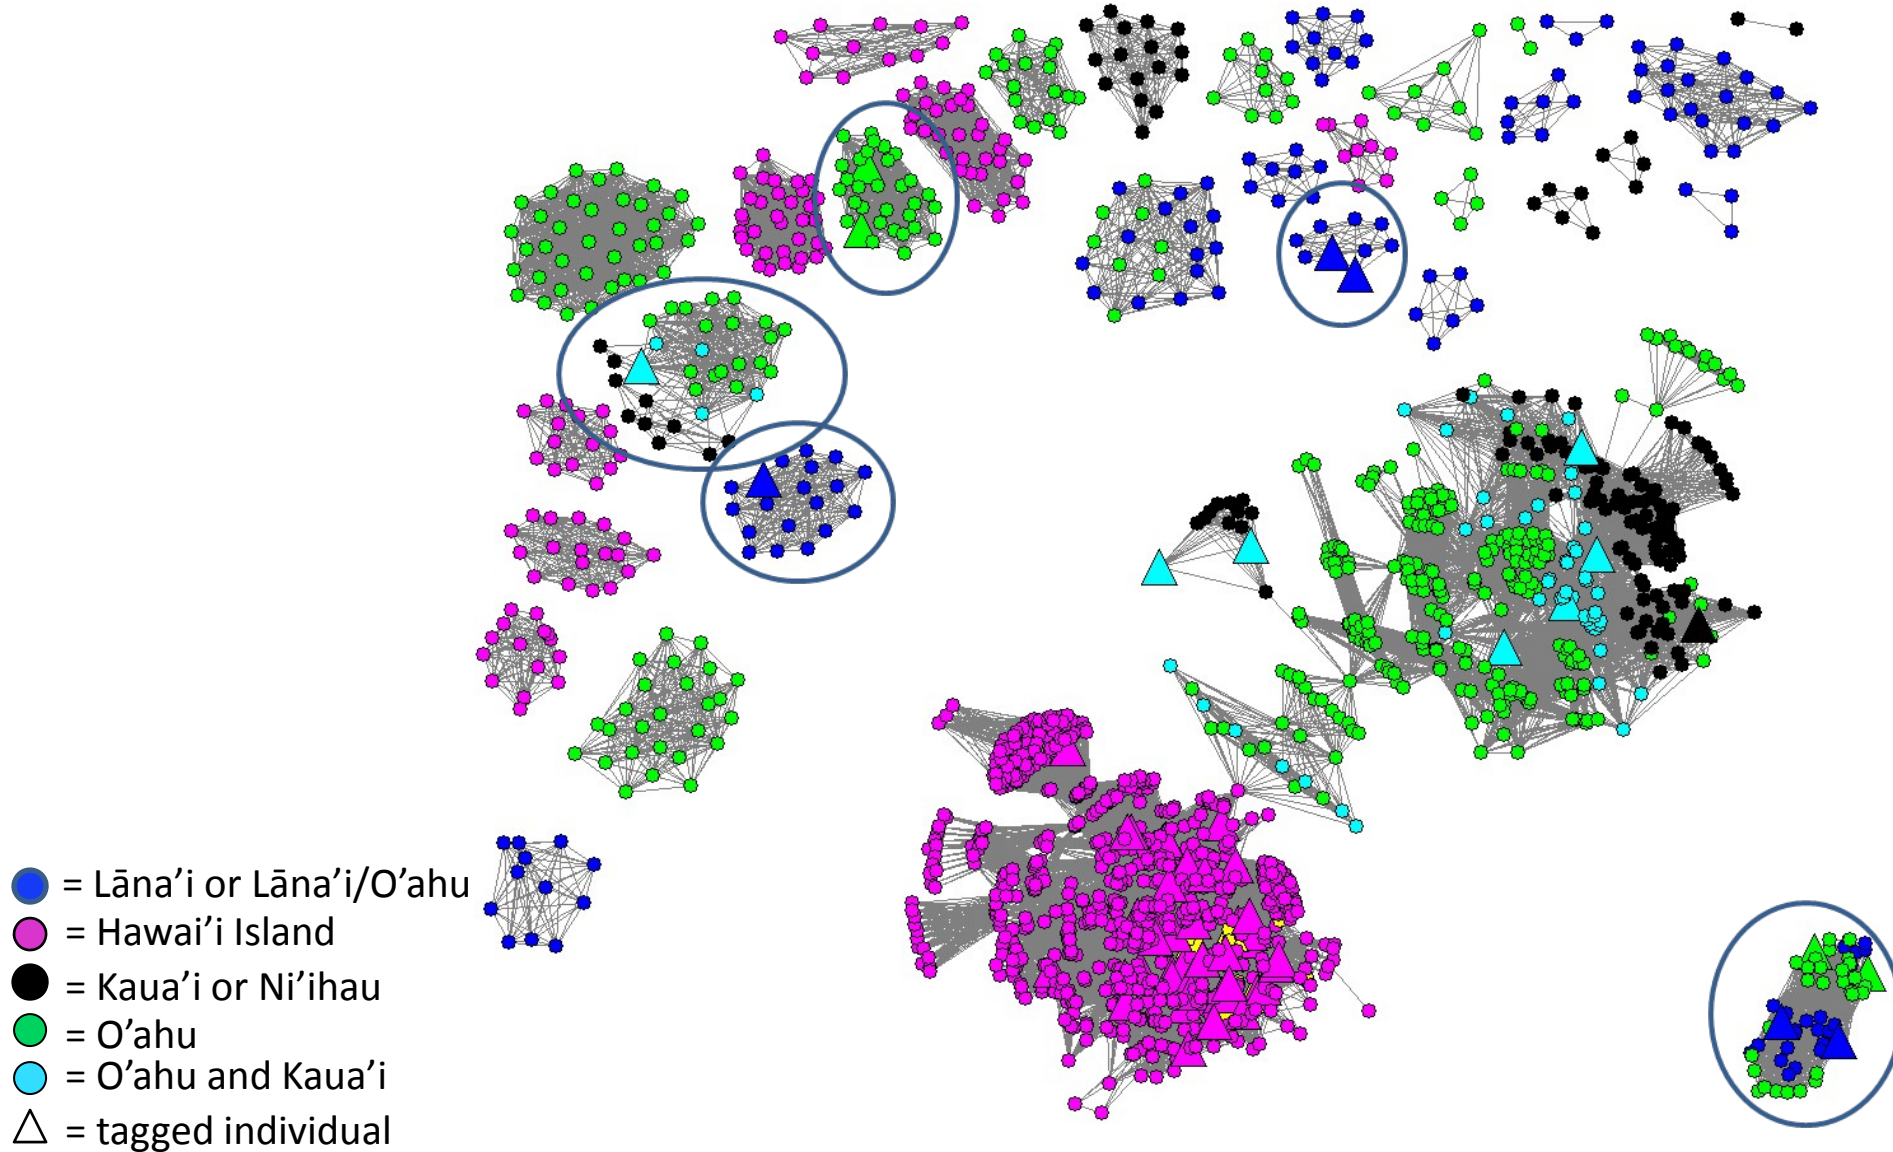 = Lāna’i or Lāna’i/O’ahu
= Hawai’i Island
= Kaua’i or Ni’ihau
= O’ahu
= O’ahu and Kaua’i
= tagged individual